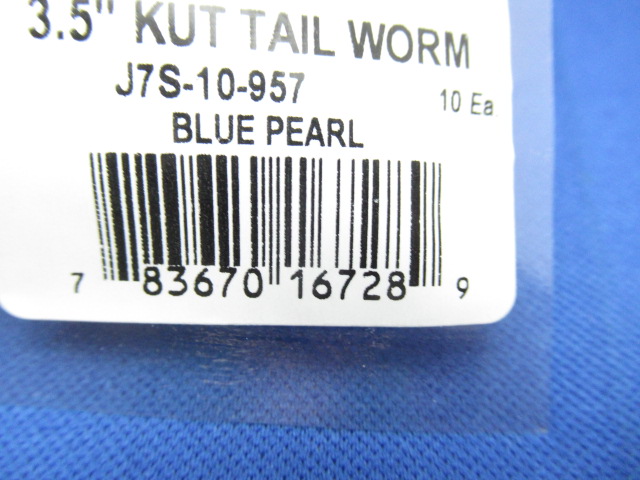 3.5" KUT TAIL WORM
J7S-10-957
10 Ea
BLUE PEARL
7 83670 16728 9